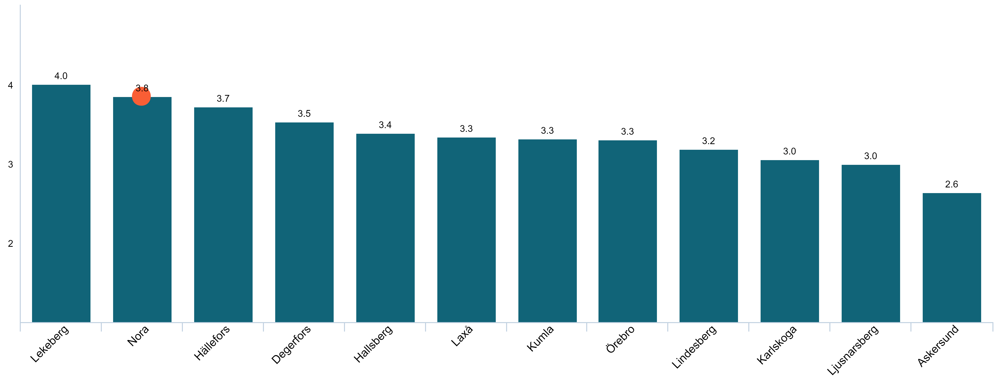 4.0
3.8
3.7
3.5
3.4
3.3
3.3
3.3
3.2
3.0
3.0
2.6
4
3
2
Lekeberg
Nora
Hällefors
Degerfors
Hallsberg
Laxå
Kumla
Örebro
Lindesberg
Karlskoga
Ljusnarsberg
Askersund